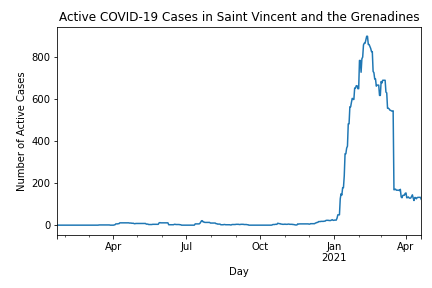 Active COVID-19 Cases in Saint Vincent and the Grenadines
Number of Active Cases
800
600
400
200
0
Apr
Jul
Oct
Jan
2021
Apr
Day